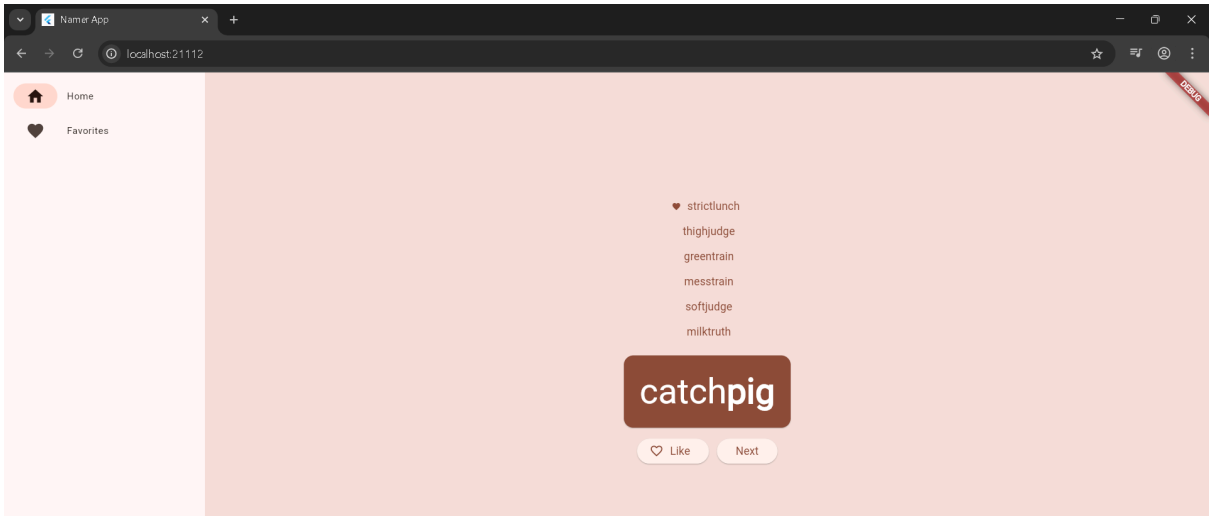 Namer App
localhost:21112
DEBUG
Home
Favorites
strictlunch
thighjudge
greentrain
messtrain
softjudge
milktruth
catchpig
Like Next